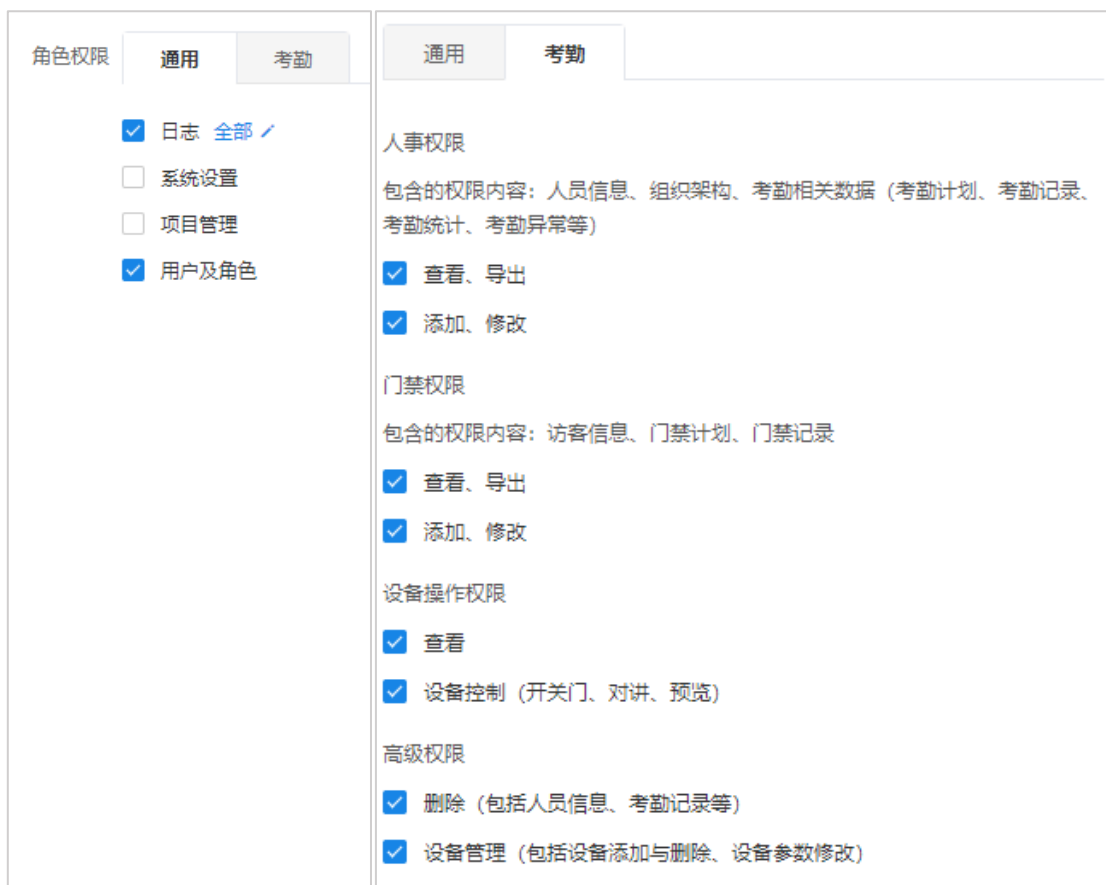 角色权限 通用 考勤
日志 全部
系统设置
项目管理
用户及角色
通用 考勤
人事权限
包含的权限内容：人员信息、组织架构、考勤相关数据（考勤计划、考勤记录、
考勤统计、考勤异常等）
查看、导出
添加、修改
门禁权限
包含的权限内容：访客信息、门禁计划、门禁记录
查看、导出
添加、修改
设备操作权限
查看
设备控制（开关门、对讲、预览）
高级权限
删除（包括人员信息、考勤记录等）
设备管理（包括设备添加与删除、设备参数修改）